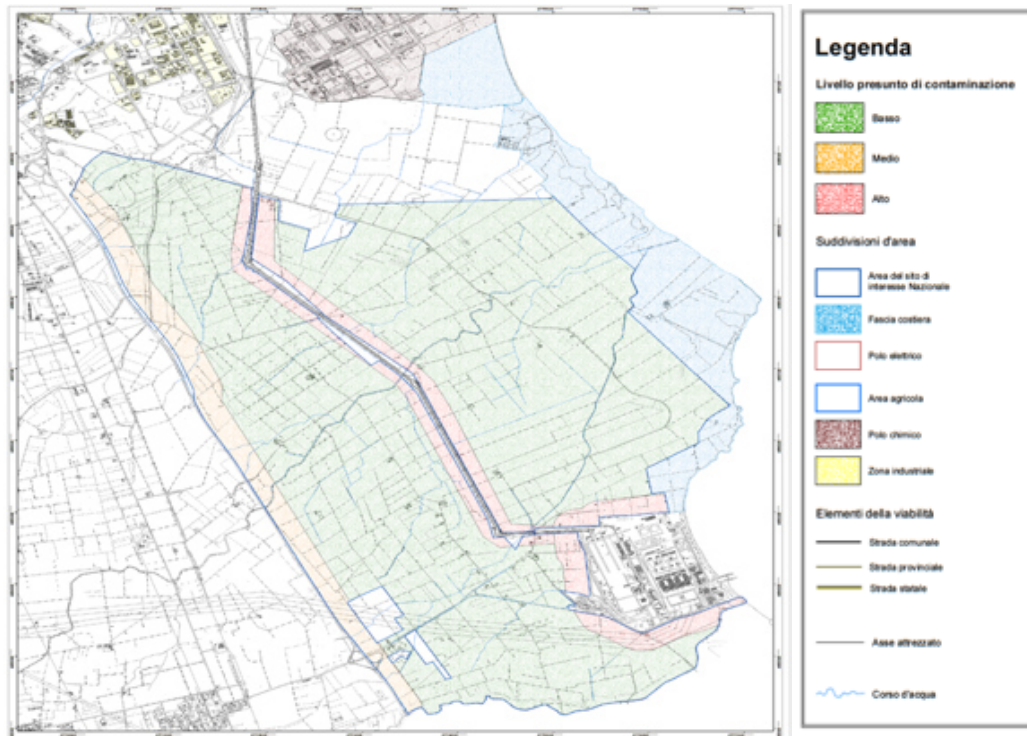 Legenda
Livello presunto di contaminazione
Basso
Medio
Alto
Suddivisioni d'area
Area del sito di
interesse Nazionale
Fascia costiera
Polo elettrico
Area agricola
Polo chimico
Zona industriale
Elementi della viabilità
Strada comunale
Strada provinciale
Strada statale
Asse attrezzato
Corso d'acqua